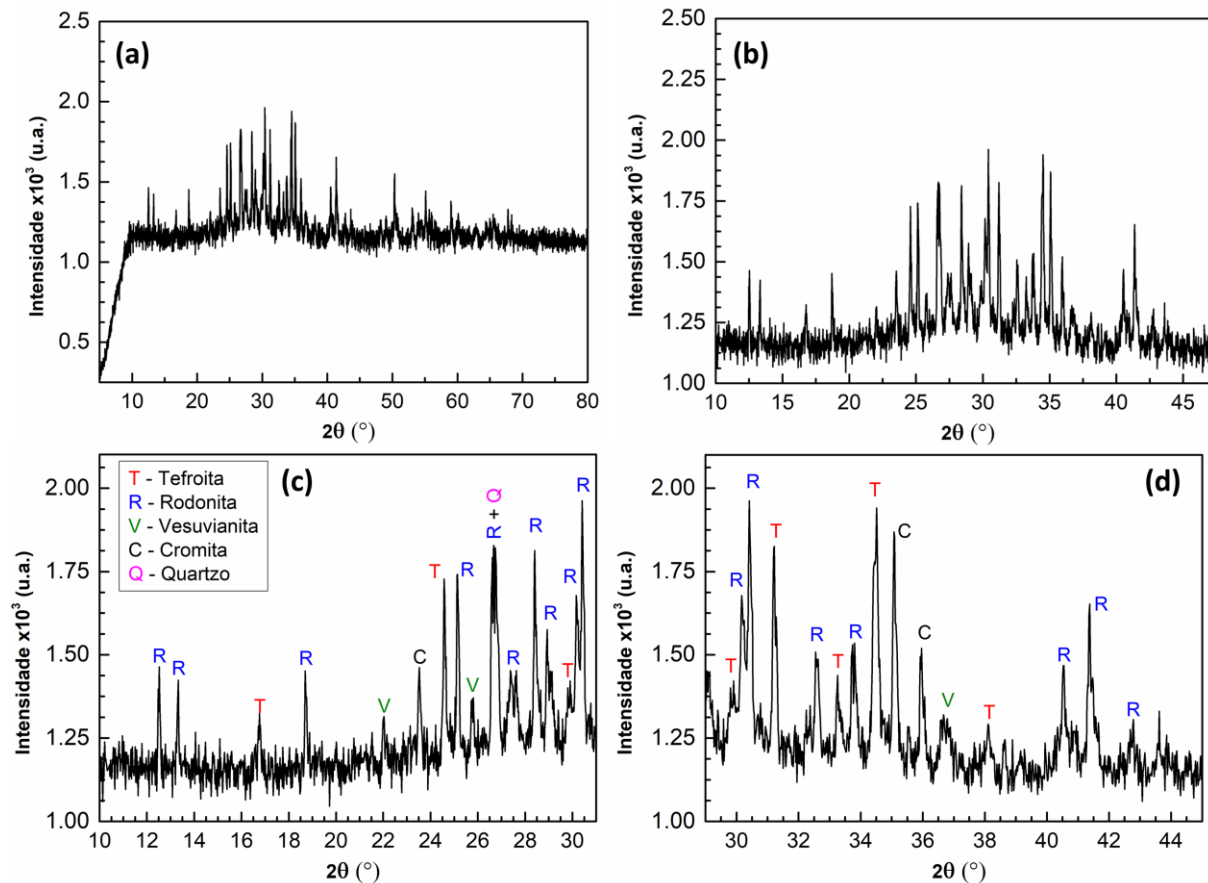 (a)
Intensidade x10³ (u.a.)
2.5
2.0
1.5
1.0
0.5
10 20 30 40 50 60 70 80
2θ (°)
(b)
Intensidade x10³ (u.a.)
2.50
2.25
2.00
1.75
1.50
1.25
1.00
10 15 20 25 30 35 40 45
2θ (°)
(c)
Intensidade x10³ (u.a.)
2.00
1.75
1.50
1.25
1.00
T - Tefroita
R - Rodonita
V - Vesuvianita
C - Cromita
Q - Quartzo
R R T R V C T R V R + Q R R R T R R
10 12 14 16 18 20 22 24 26 28 30
2θ (°)
(d)
Intensidade x10³ (u.a.)
2.00
1.75
1.50
1.25
1.00
T R R T R T R T C C V T R R R
30 32 34 36 38 40 42 44
2θ (°)